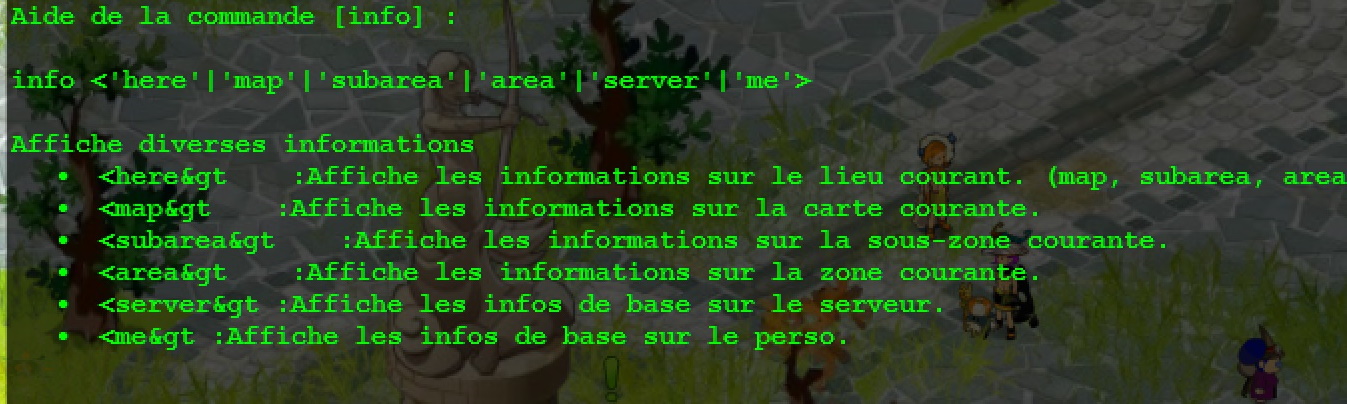 Aide de la commande [info] :
info <'here'|'map'|'subarea'|'area'|'server'|'me'>
Affiche diverses informations
• <here&gt :Affiche les informations sur le lieu courant. (map, subarea, area
• <map&gt :Affiche les informations sur la carte courante.
• <subarea&gt :Affiche les informations sur la sous-zone courante.
• <area&gt :Affiche les informations sur la zone courante.
• <server&gt :Affiche les infos de base sur le serveur.
• <me&gt :Affiche les infos de base sur le perso.